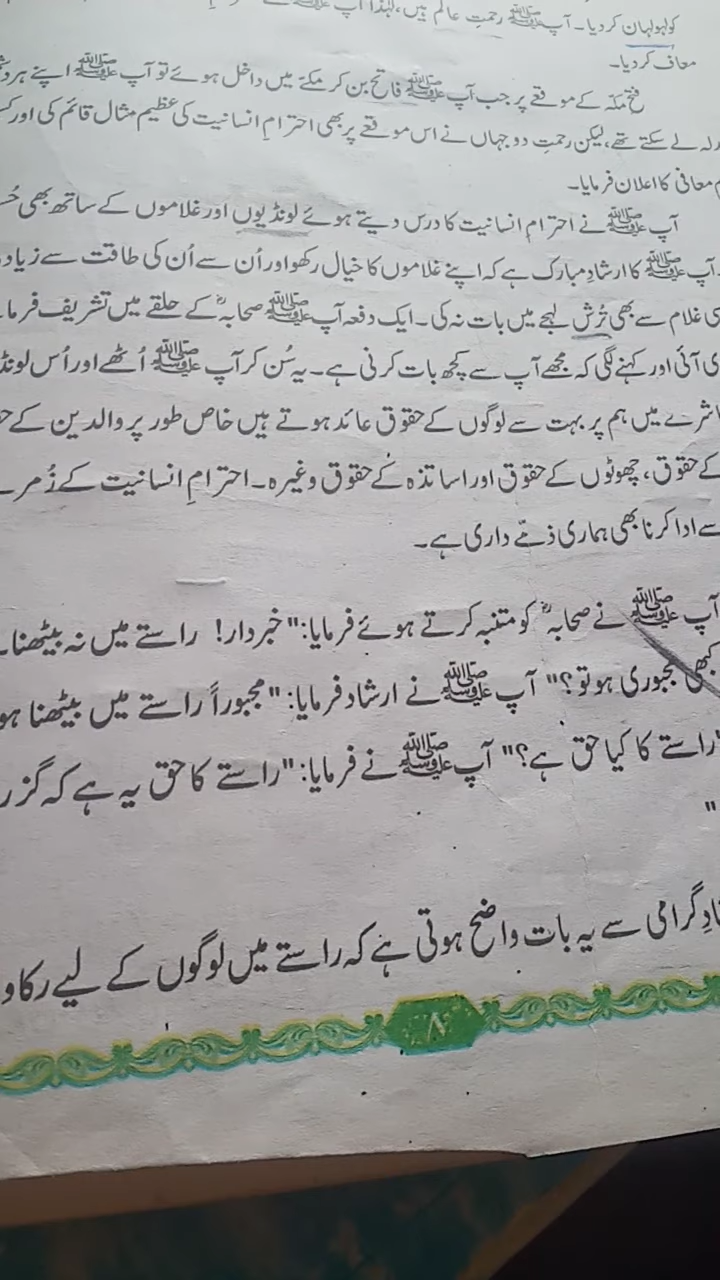 کو لہولہان کر دیا۔ آپ ﷺ رحمتِ عالم ہیں، لہٰذا آپ
معاف کر دیا۔
فتح مکّہ کے موقعے پر جب آپ ﷺ فاتح بن کر مکّے میں داخل ہوئے تو آپ ﷺ اپنے ہر
لے سکتے تھے، لیکن رحمتِ دو جہاں نے اس موقعے پر بھی احترامِ انسانیت کی عظیم مثال قائم کی اور
معافی کا اعلان فرمایا۔
آپ ﷺ نے احترامِ انسانیت کا درس دیتے ہوئے لونڈیوں اور غلاموں کے ساتھ بھی
آپ ﷺ کا ارشادِ مبارک ہے کہ اپنے غلاموں کا خیال رکھو اور اُن سے اُن کی طاقت سے
غلام سے بھی تُرش لہجے میں بات نہ کی۔ ایک دفعہ آپ ﷺ صحابہؓ کے حلقے میں تشریف
آئی اور کہنے لگی کہ مجھے آپ سے کچھ بات کرنی ہے۔ یہ سُن کر آپ ﷺ اُٹھے اور اُس
میں ہم پر بہت سے لوگوں کے حقوق عائد ہوتے ہیں خاص طور پر والدین کے
کے حقوق، چھوٹوں کے حقوق اور اساتذہ کے حقوق وغیرہ۔ احترامِ انسانیت کے زُمرے
سے ادا کرنا بھی ہماری ذمّے داری ہے۔
آپ ﷺ نے صحابہؓ کو متنبہ کرتے ہوئے فرمایا: "خبردار! راستے میں نہ بیٹھنا۔
کبھی مجبوری ہو تو؟" آپ ﷺ نے ارشاد فرمایا: "مجبوراً راستے میں بیٹھنا ہو
"راستے کا کیا حق ہے؟" آپ ﷺ نے فرمایا: "راستے کا حق یہ ہے کہ
"
گرامی سے یہ بات واضح ہوتی ہے کہ راستے میں لوگوں کے لیے
۸